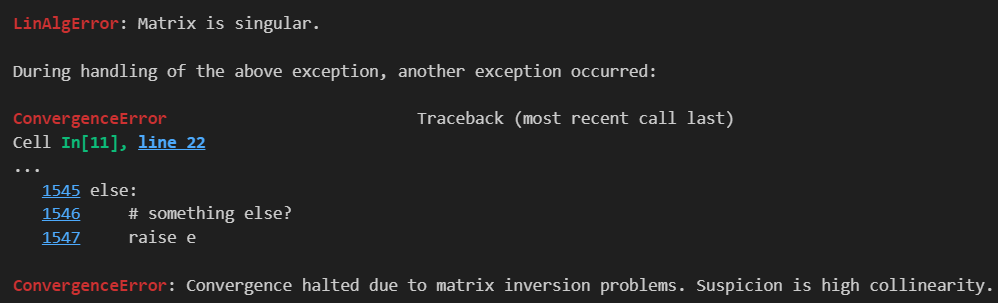 LinAlgError: Matrix is singular.
During handling of the above exception, another exception occurred:
ConvergenceError                          Traceback (most recent call last)
Cell In[11], line 22
...
   1545 else:
   1546     # something else?
   1547     raise e
ConvergenceError: Convergence halted due to matrix inversion problems. Suspicion is high collinearity.